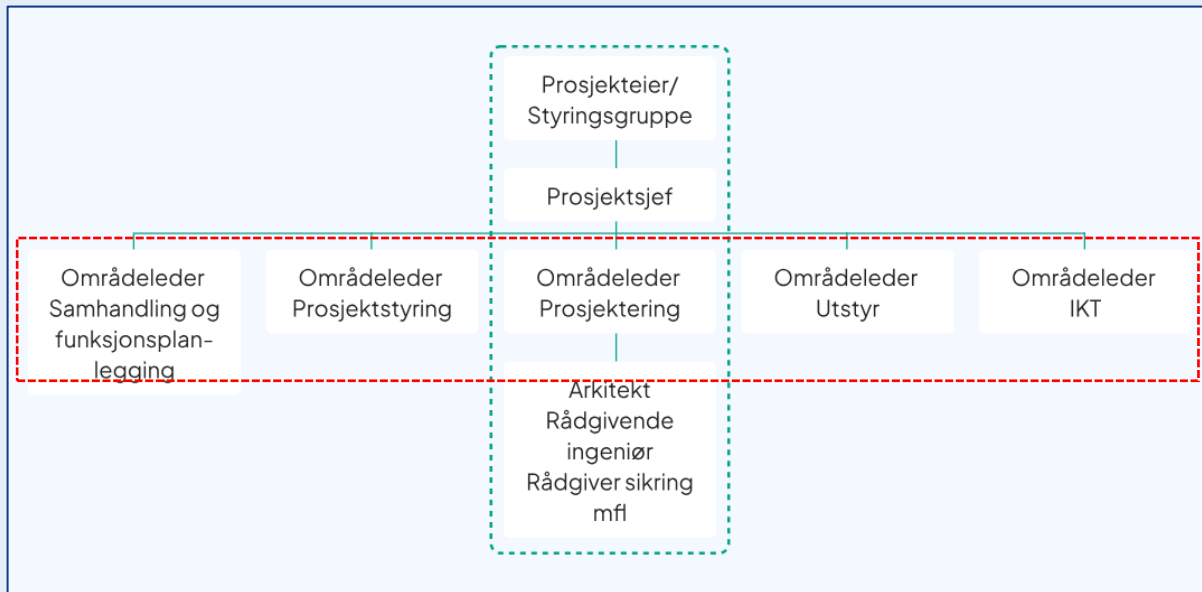 Prosjekteier/
Styringsgruppe
Prosjektsjef
Områdeleder
Samhandling og
funksjonsplan-
legging
Områdeleder
Prosjektstyring
Områdeleder
Prosjektering
Områdeleder
Utstyr
Områdeleder
IKT
Arkitekt
Rådgivende
ingeniør
Rådgiver sikring
mfl